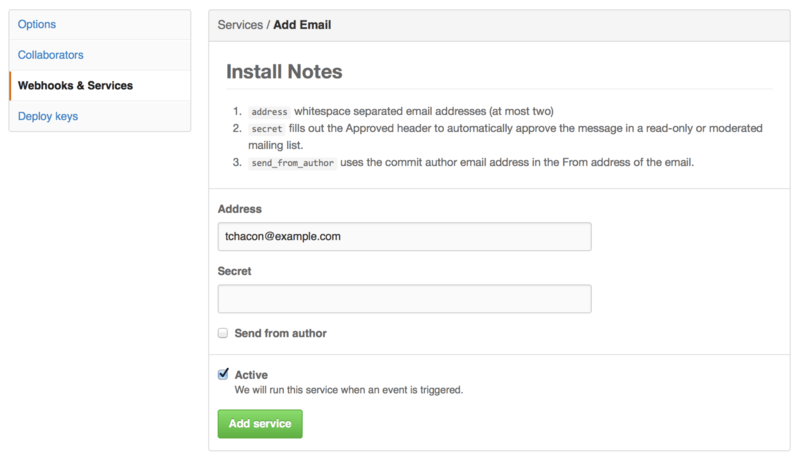 Options
Collaborators
Webhooks & Services
Deploy keys
Services / Add Email
Install Notes
1. address whitespace separated email addresses (at most two)
2. secret fills out the Approved header to automatically approve the message in a read-only or moderated
mailing list.
3. send_from_author uses the commit author email address in the From address of the email.
Address
tchacon@example.com
Secret
Send from author
Active
We will run this service when an event is triggered.
Add service